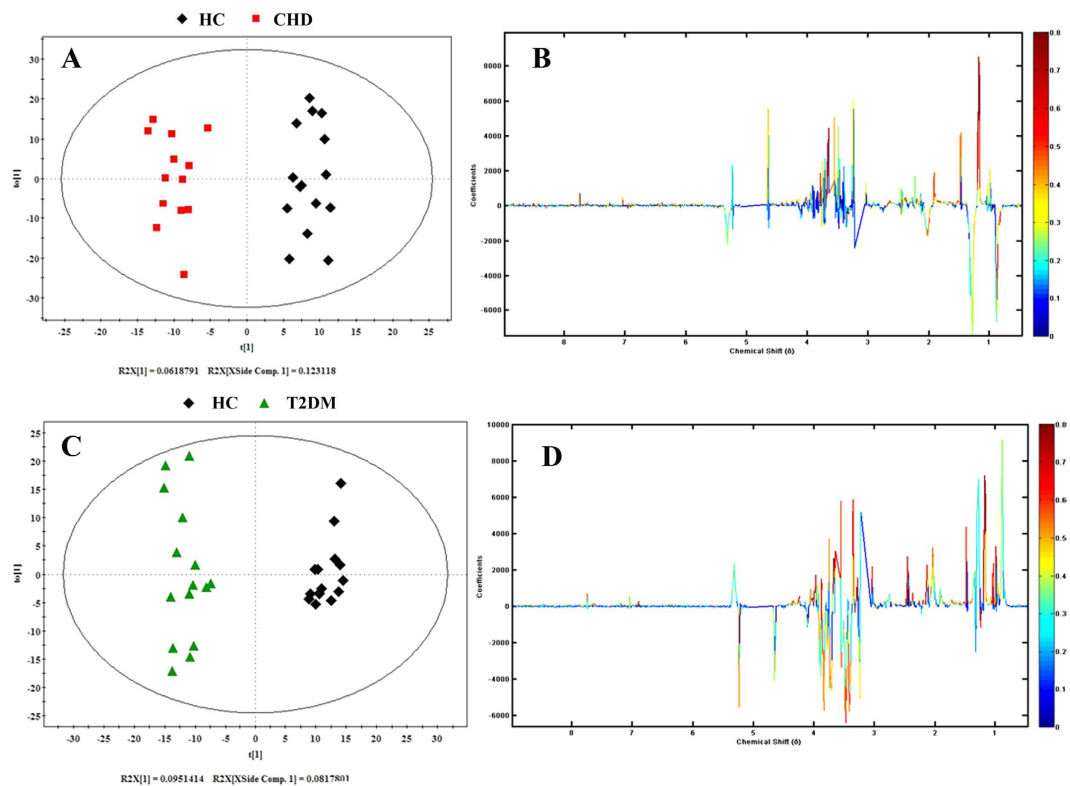 HC CHD
A
to[1]
30
20
10
0
-10
-20
-30
-25 -20 -15 -10 -5 0 5 10 15 20 25
t[1]
R2X[1] = 0.0618791 R2X[XSide Comp. 1] = 0.123118
B
Coefficients
8000
6000
4000
2000
0
-2000
-4000
-6000
8 7 6 5 4 3 2 1
Chemical Shift (δ)
0.8
0.7
0.6
0.5
0.4
0.3
0.2
0.1
0
HC T2DM
C
to[1]
25
20
15
10
5
0
-5
-10
-15
-20
-25
-30 -25 -20 -15 -10 -5 0 5 10 15 20 25 30
t[1]
R2X[1] = 0.0951414 R2X[XSide Comp. 1] = 0.0817801
D
Coefficients
10000
8000
6000
4000
2000
0
-2000
-4000
-6000
8 7 6 5 4 3 2 1
Chemical Shift (δ)
0.8
0.7
0.6
0.5
0.4
0.3
0.2
0.1
0